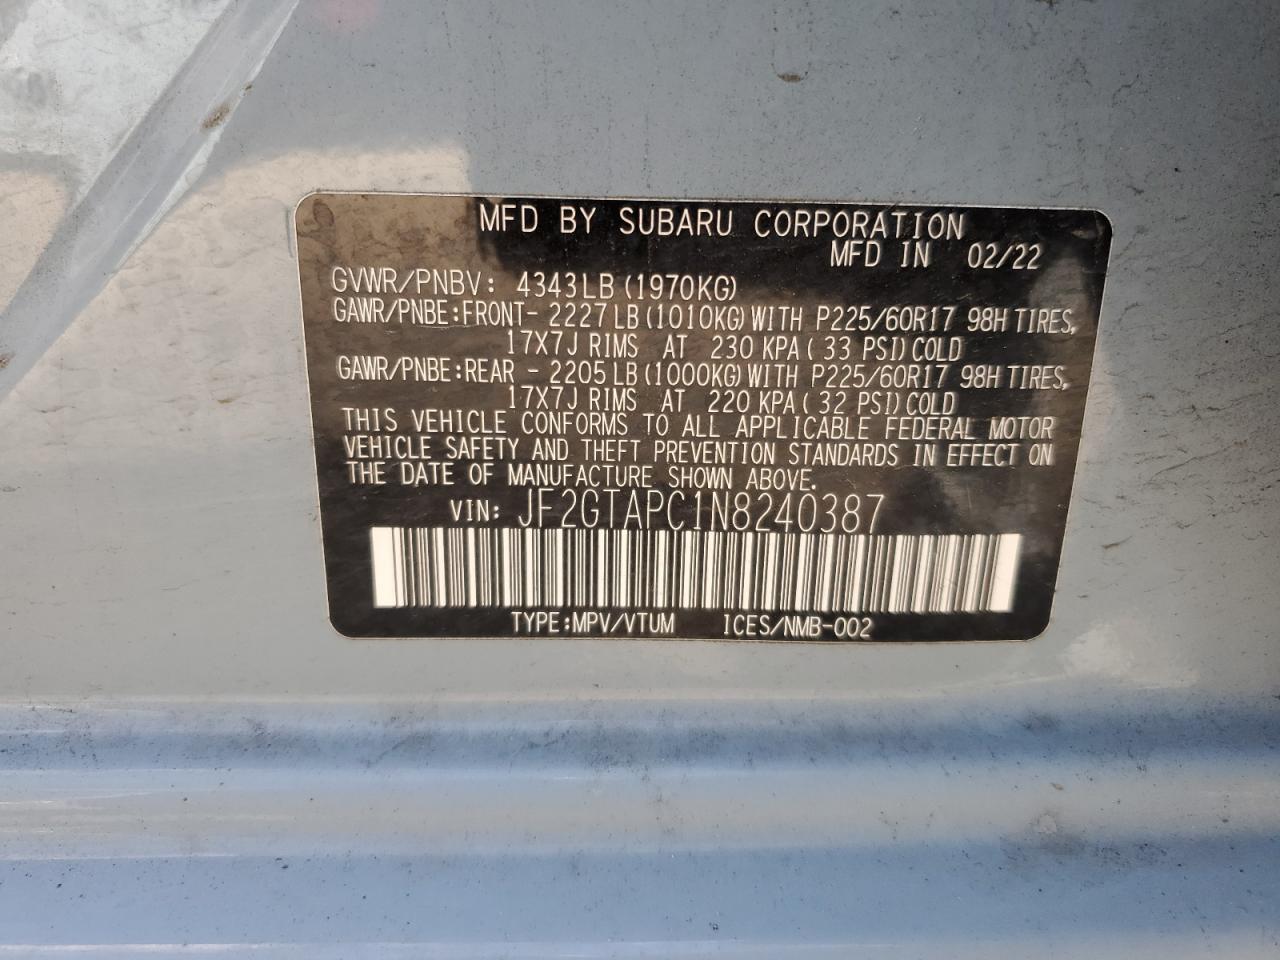 MFD BY SUBARU CORPORATION
MFD IN 02/22
GVWR/PNBV: 4343LB (1970KG)
GAWR/PNBE:FRONT- 2227 LB (1010KG) WITH P225/60R17 98H TIRES,
17X7J RIMS AT 230 KPA ( 33 PSI) COLD
GAWR/PNBE:REAR - 2205 LB (1000KG) WITH P225/60R17 98H TIRES,
17X7J RIMS AT 220 KPA ( 32 PSI) COLD
THIS VEHICLE CONFORMS TO ALL APPLICABLE FEDERAL MOTOR
VEHICLE SAFETY AND THEFT PREVENTION STANDARDS IN EFFECT ON
THE DATE OF MANUFACTURE SHOWN ABOVE.
VIN: JF2GTAPC1N8240387
TYPE:MPV/VTUM ICES/NMB-002